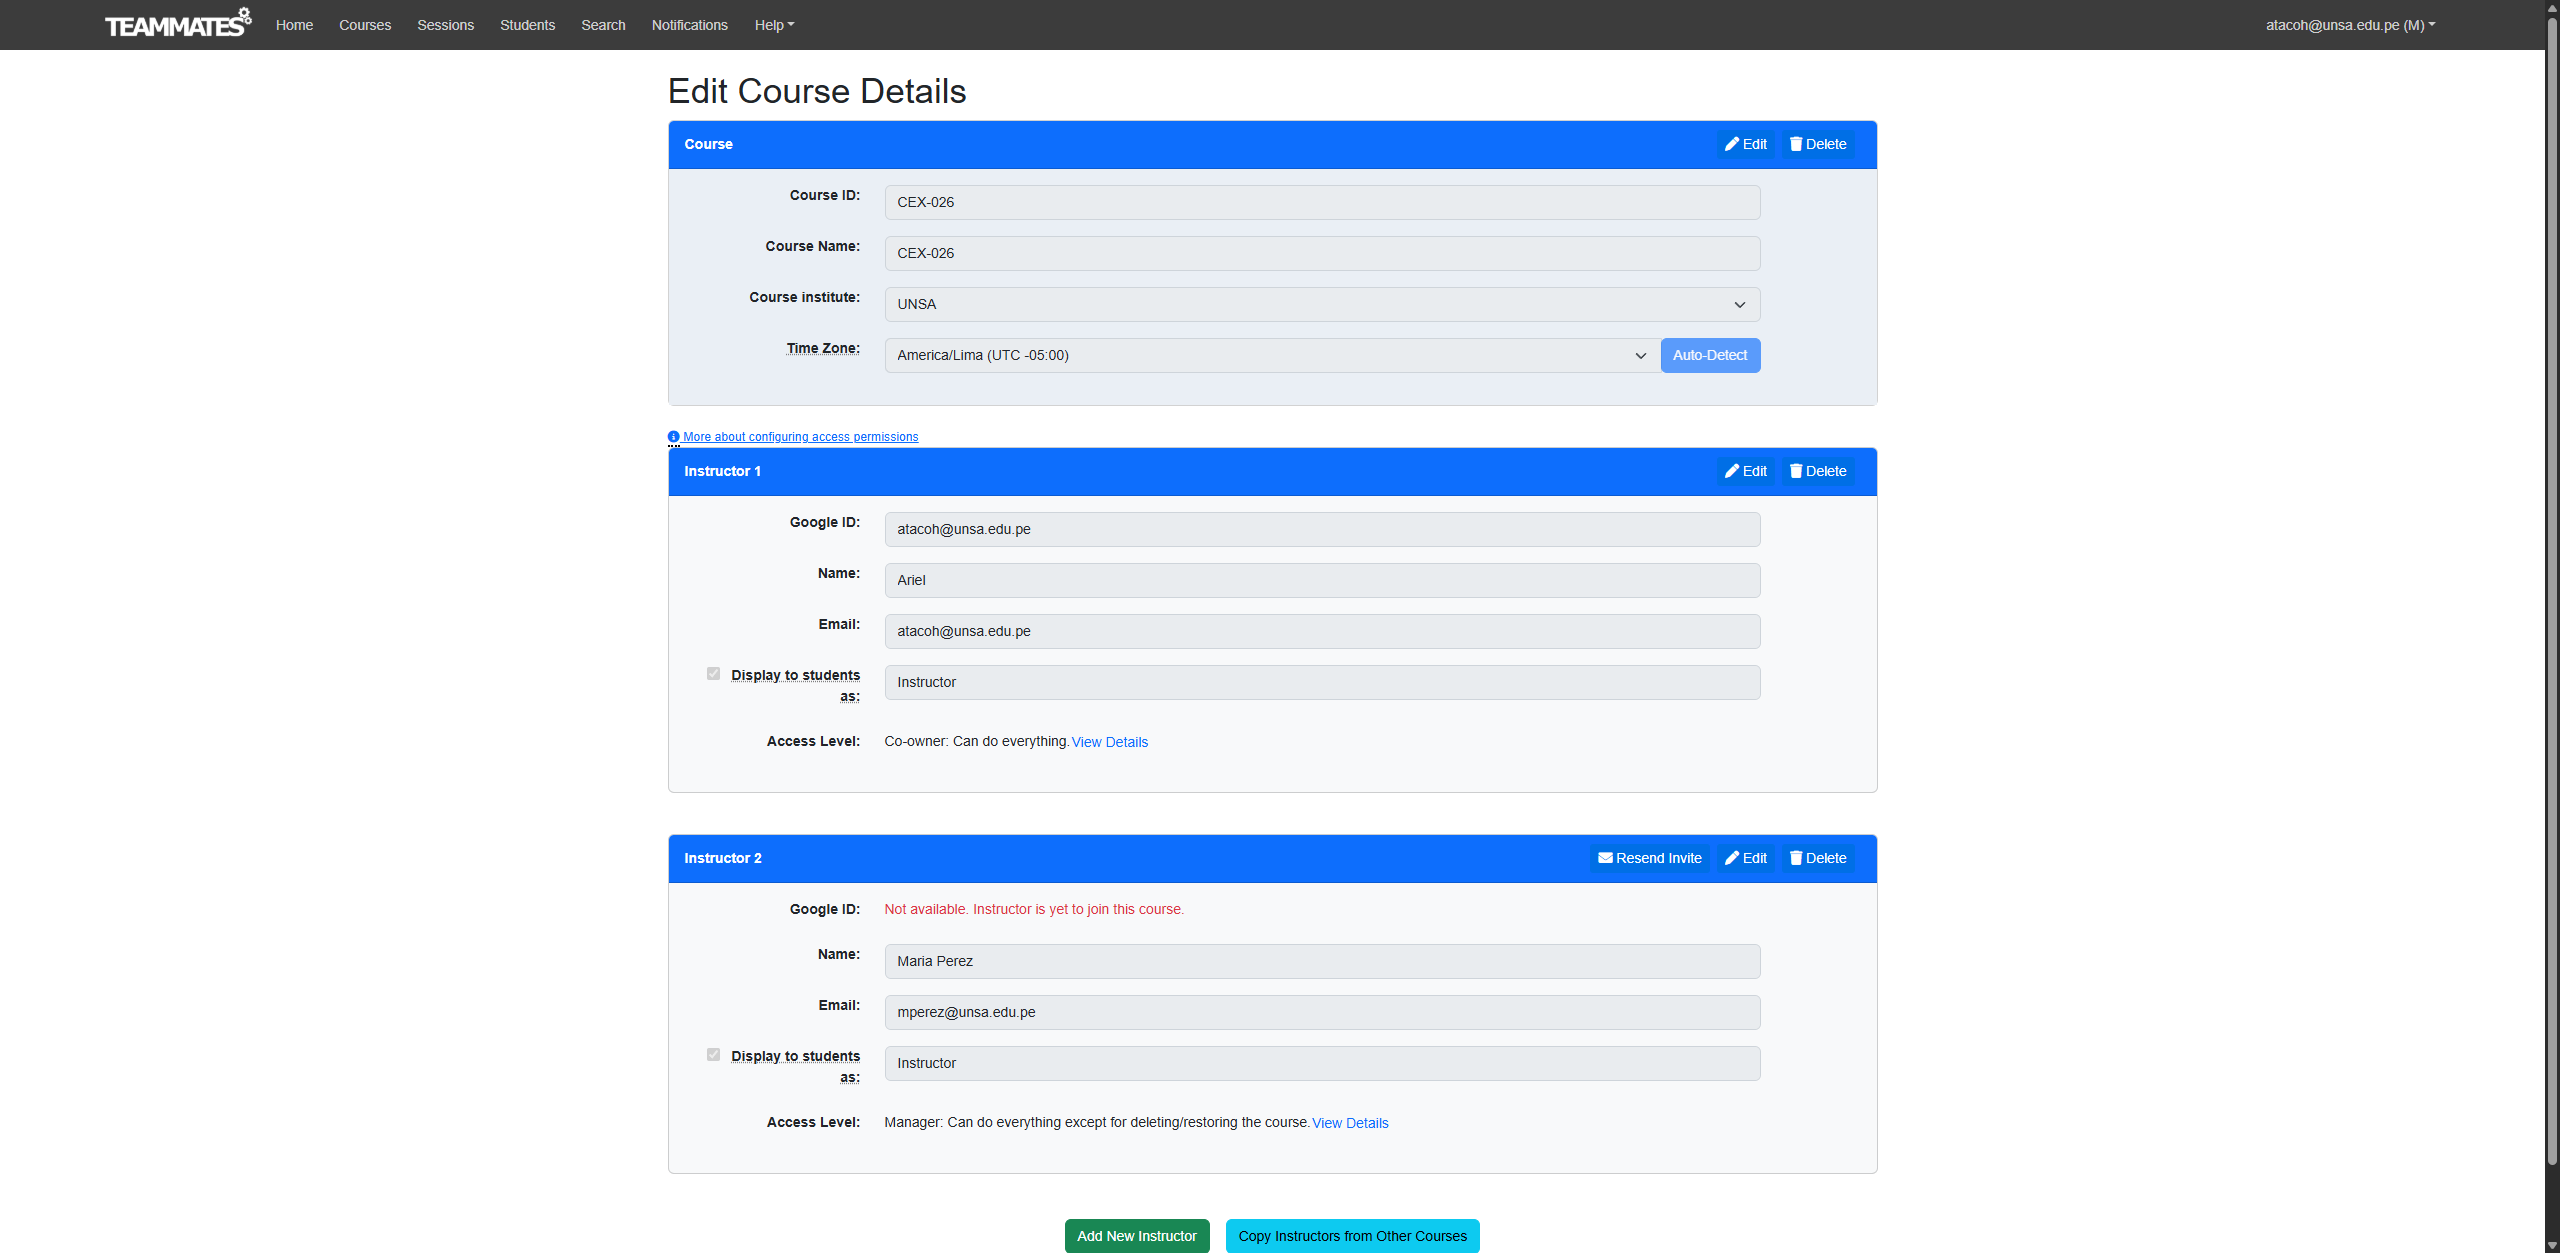 TEAMMATES Home Courses Sessions Students Search Notifications Help atacoh@unsa.edu.pe (M)
Edit Course Details
Course Edit Delete
Course ID: CEX-026
Course Name: CEX-026
Course institute: UNSA
Time Zone: America/Lima (UTC -05:00) Auto-Detect
More about configuring access permissions
Instructor 1 Edit Delete
Google ID: atacoh@unsa.edu.pe
Name: Ariel
Email: atacoh@unsa.edu.pe
Display to students as: Instructor
Access Level: Co-owner: Can do everything. View Details
Instructor 2 Resend Invite Edit Delete
Google ID: Not available. Instructor is yet to join this course.
Name: Maria Perez
Email: mperez@unsa.edu.pe
Display to students as: Instructor
Access Level: Manager: Can do everything except for deleting/restoring the course. View Details
Add New Instructor Copy Instructors from Other Courses